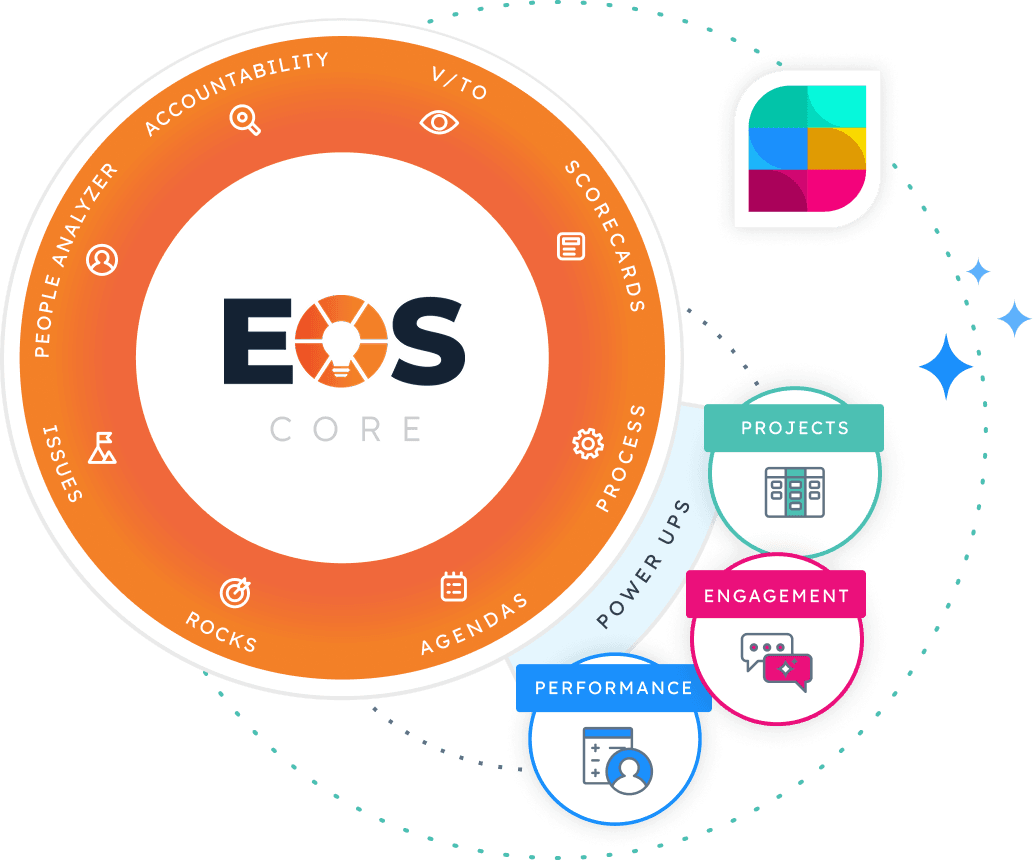 ACCOUNTABILITY
V/TO
SCORECARDS
PROCESS
AGENDAS
ROCKS
ISSUES
PEOPLE ANALYZER
EOS
CORE
POWER UPS
PROJECTS
ENGAGEMENT
PERFORMANCE